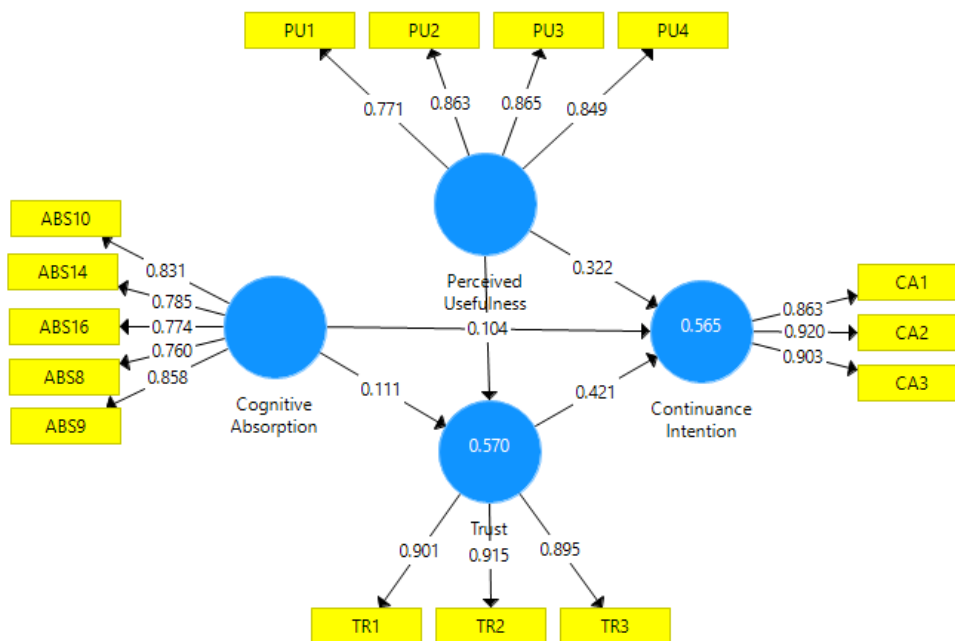 PU1
PU2
PU3
PU4
0.771
0.863
0.865
0.849
ABS10
ABS14
ABS16
ABS8
ABS9
0.831
0.785
0.774
0.760
0.858
Cognitive
Absorption
Perceived
Usefulness
0.322
0.104
0.111
0.421
0.565
Continuance
Intention
0.863
0.920
0.903
CA1
CA2
CA3
0.570
Trust
0.901
0.915
0.895
TR1
TR2
TR3